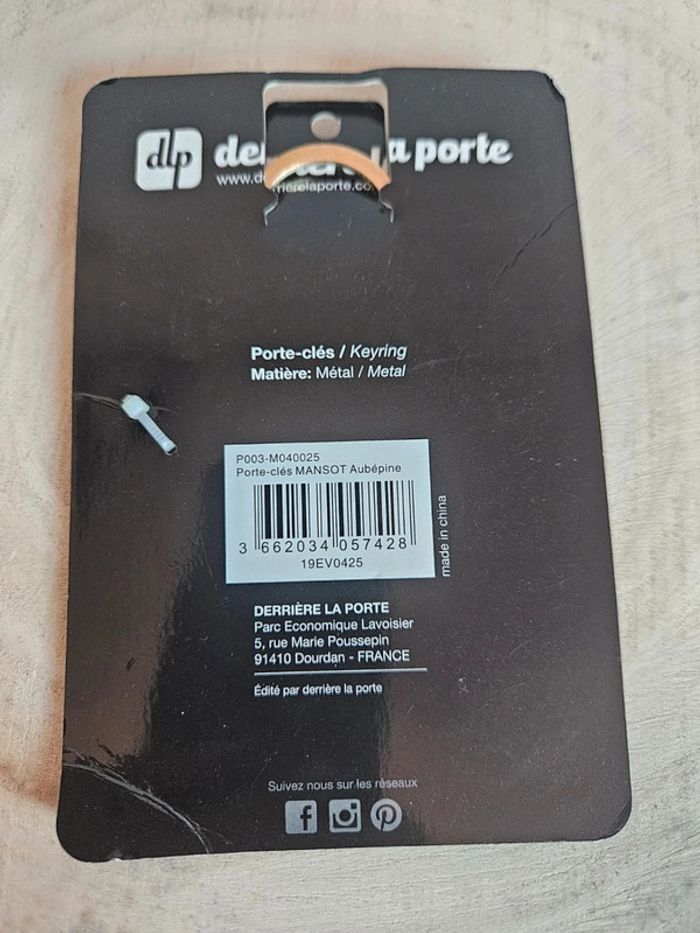 dlp
a porte
Porte-clés / Keyring
Matière: Métal / Metal
P003-M040025
Porte-clés MANSOT Aubépine
3 662034 057428
19EV0425
made in china
DERRIÈRE LA PORTE
Parc Economique Lavoisier
5, rue Marie Poussepin
91410 Dourdan - FRANCE
Édité par derrière la porte
Suivez nous sur les réseaux